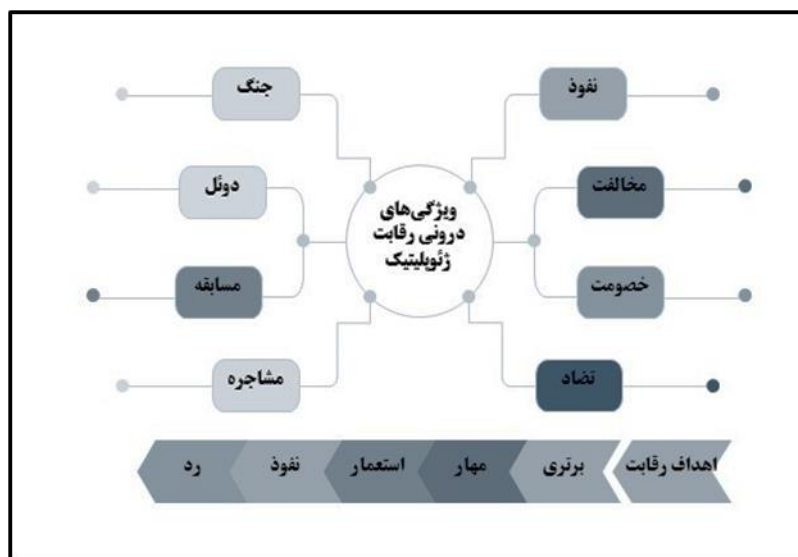 ویژگی‌های
درونی رقابت
ژئوپلیتیک
نفوذ
مخالفت
خصومت
تضاد
جنگ
دوئل
مسابقه
مشاجره
اهداف رقابت
برتری
مهار
استعمار
نفوذ
رد